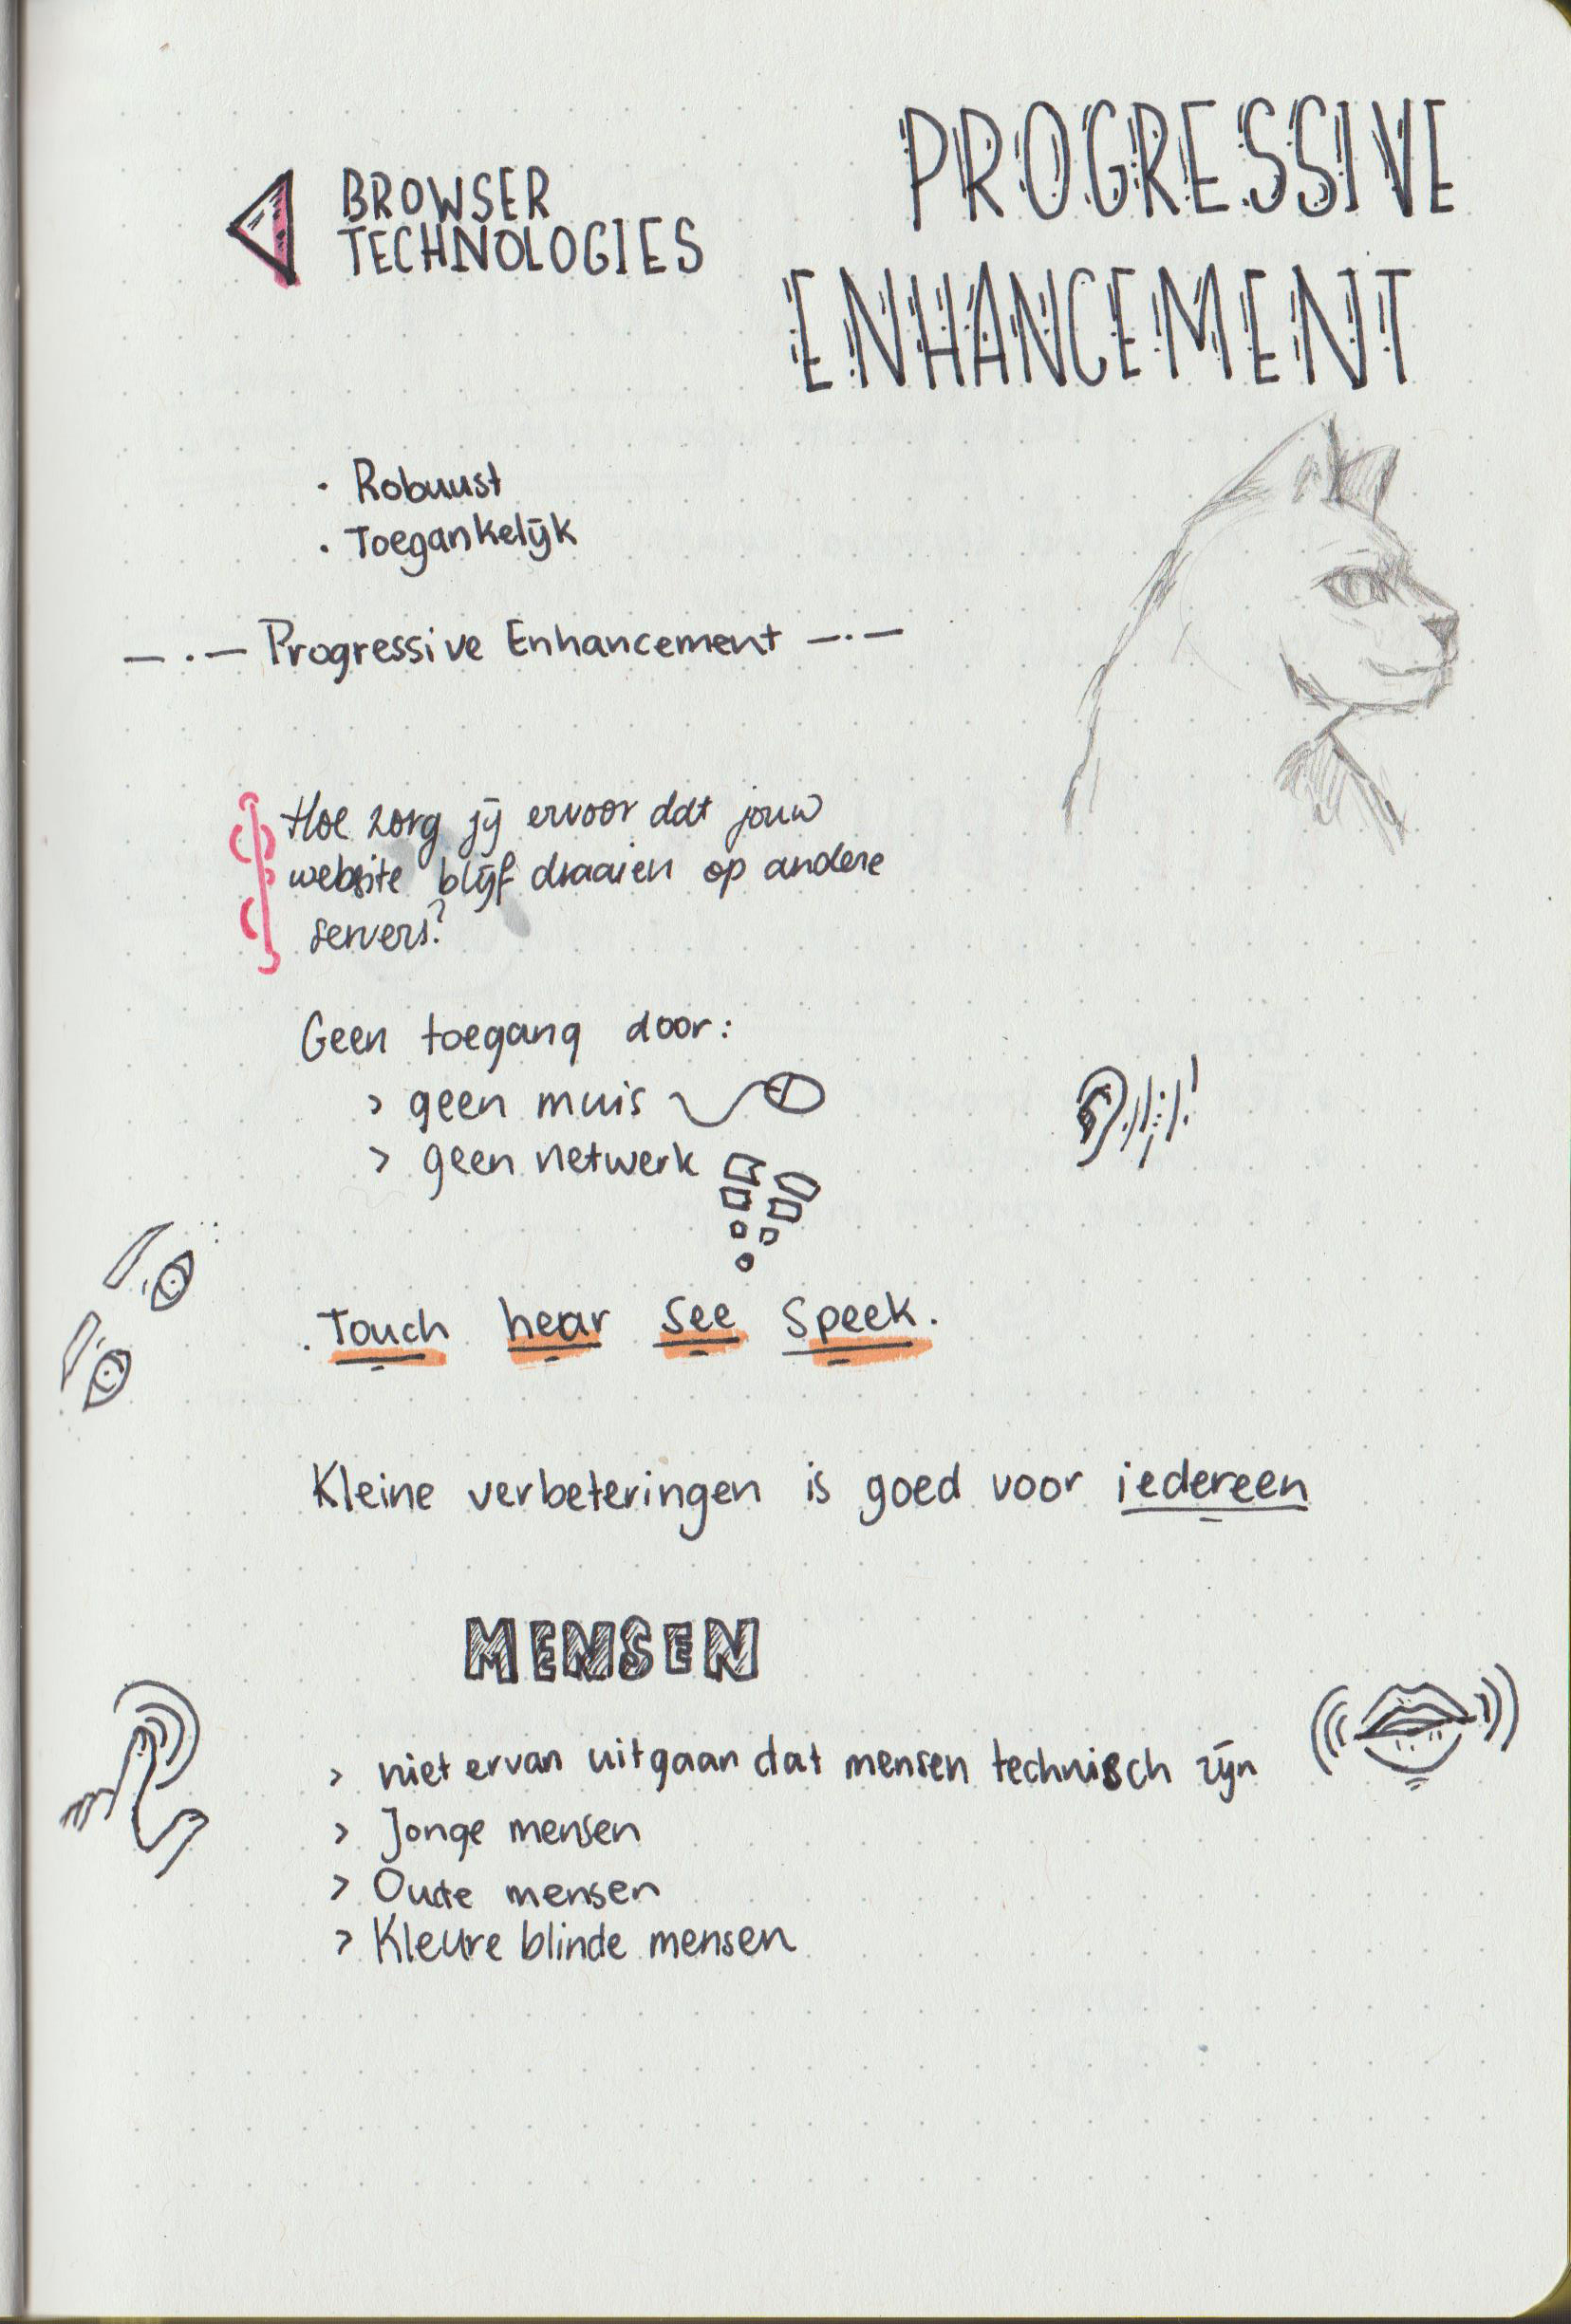 PROGRESSIVE
ENHANCEMENT
BROWSER
TECHNOLOGIES
· Robuust
· Toegankelijk
— · — Progressive Enhancement — · —
Hoe zorg jij ervoor dat jouw
website blijf draaien op andere
servers?
Geen toegang door:
> geen muis
> geen netwerk
. Touch hear see speek.
Kleine verbeteringen is goed voor iedereen
MENSEN
> niet ervan uitgaan dat mensen technisch zijn
> Jonge mensen
> Oude mensen
> Kleure blinde mensen